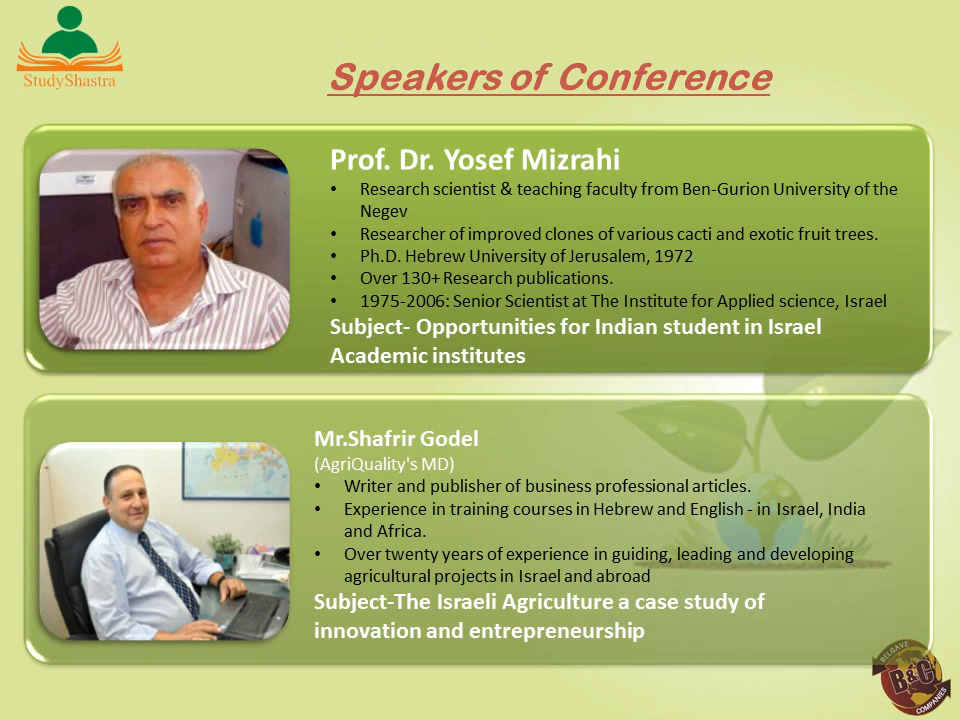 StudyShastra
Speakers of Conference
Prof. Dr. Yosef Mizrahi
• Research scientist & teaching faculty from Ben-Gurion University of the
Negev
• Researcher of improved clones of various cacti and exotic fruit trees.
• Ph.D. Hebrew University of Jerusalem, 1972
• Over 130+ Research publications.
• 1975-2006: Senior Scientist at The Institute for Applied science, Israel
Subject- Opportunities for Indian student in Israel
Academic institutes
Mr.Shafrir Godel
(AgriQuality's MD)
• Writer and publisher of business professional articles.
• Experience in training courses in Hebrew and English - in Israel, India
and Africa.
• Over twenty years of experience in guiding, leading and developing
agricultural projects in Israel and abroad
Subject-The Israeli Agriculture a case study of
innovation and entrepreneurship
BELGAVE
B&C
COMPANIES